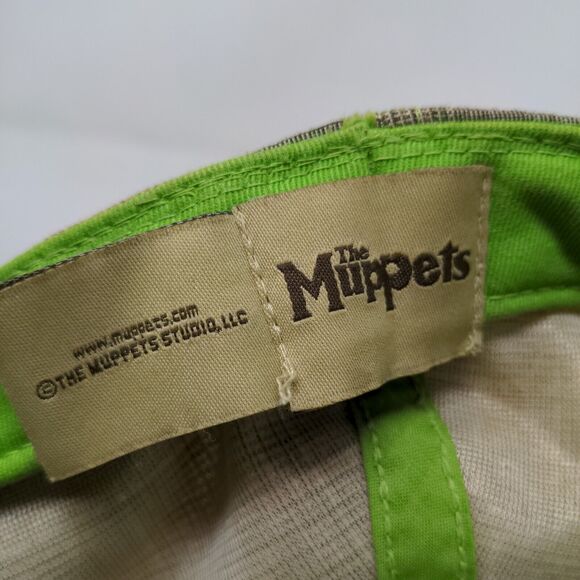 www.muppets.com
©THE MUPPETS STUDIO, LLC
The
Muppets